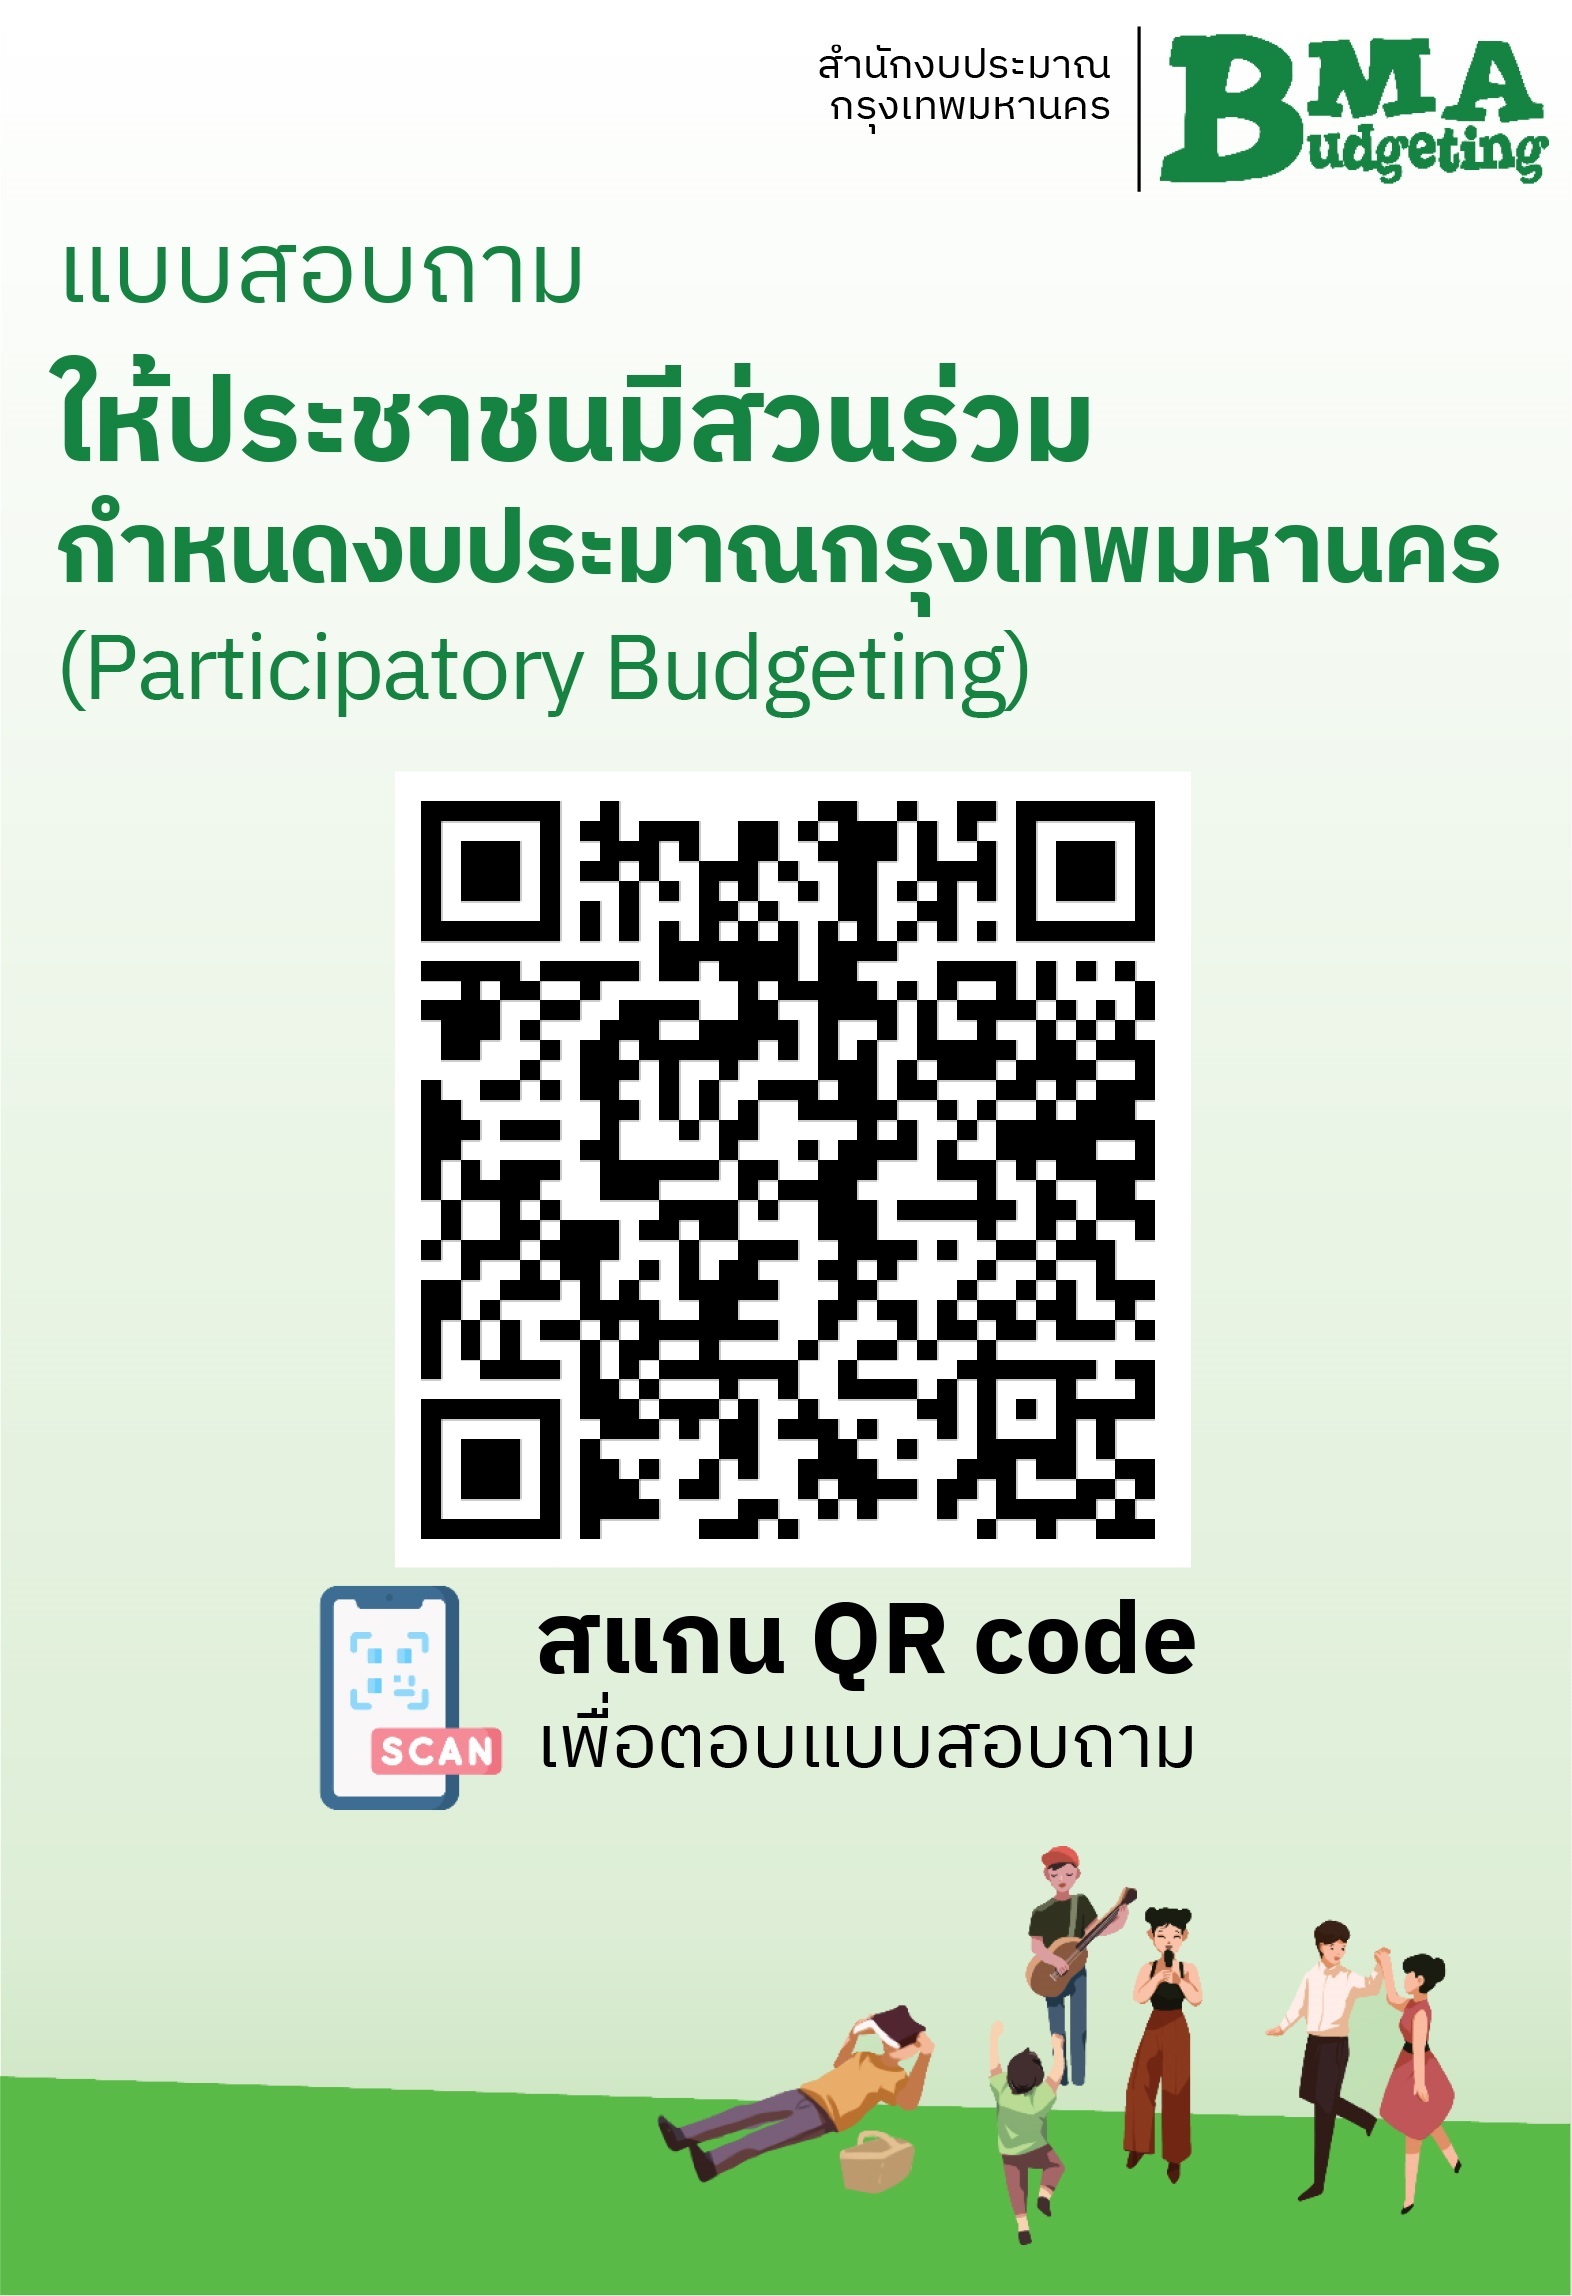 สำนักงบประมาณ
กรุงเทพมหานคร
BMA
Budgeting
แบบสอบถาม
ให้ประชาชนมีส่วนร่วม
กำหนดงบประมาณกรุงเทพมหานคร
(Participatory Budgeting)
สแกน QR code
เพื่อตอบแบบสอบถาม
SCAN